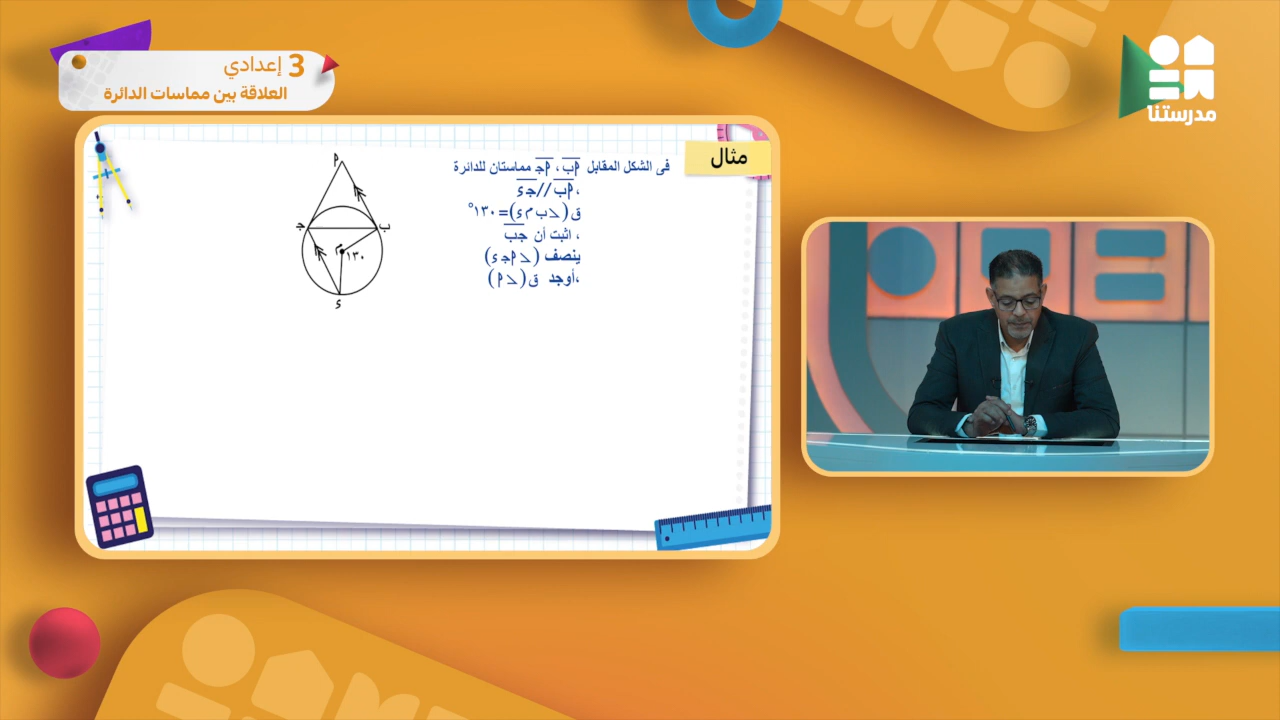 3 إعدادي
العلاقة بين مماسات الدائرة
مدرستنا
مثال
فى الشكل المقابل أب ، أجـ مماستان للدائرة
، أب // جـ ء
ق (> ب م ء) = ١٣٠°
، اثبت أن جب
ينصف (> أ جـ ء)
،أوجد ق (> أ)
أ
جـ
ب
م
١٣٠
ء